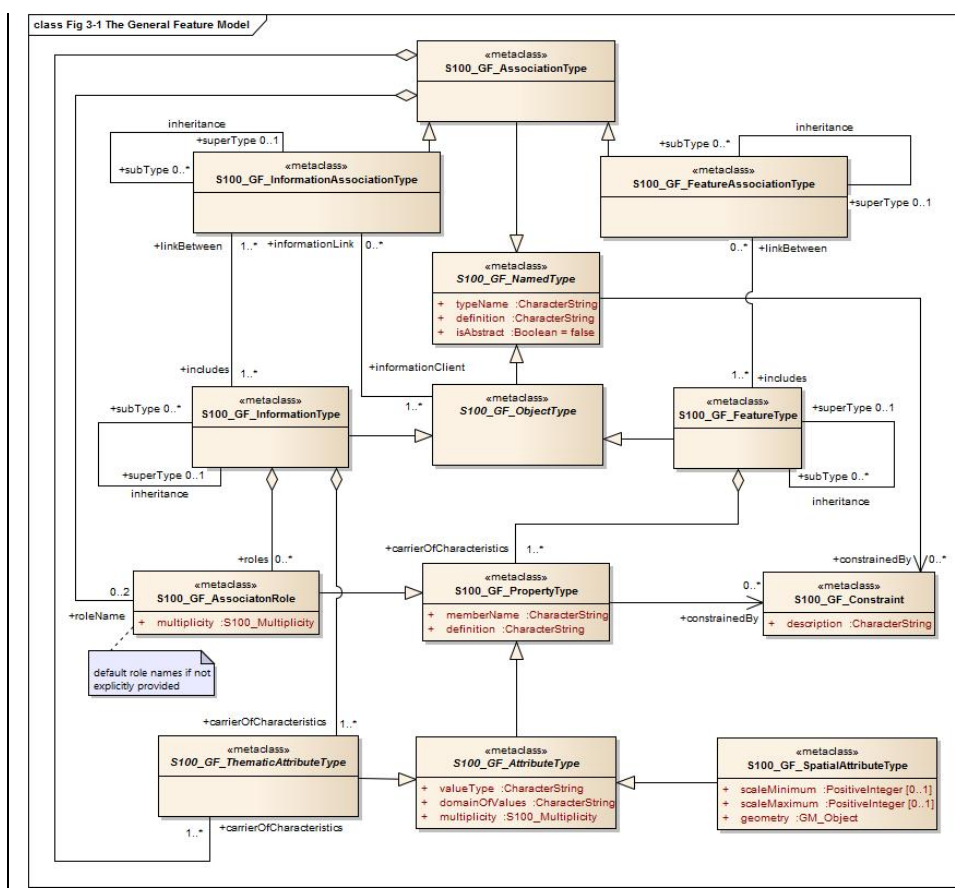 class Fig 3-1 The General Feature Model
«metaclass»
S100_GF_AssociationType
inheritance
+superType 0..1
+subType 0..*
«metaclass»
S100_GF_InformationAssociationType
inheritance
+subType 0..*
«metaclass»
S100_GF_FeatureAssociationType
+superType 0..1
+linkBetween
1..*
+informationLink
0..*
0..*
+linkBetween
«metaclass»
S100_GF_NamedType
+ typeName :CharacterString
+ definition :CharacterString
+ isAbstract :Boolean = false
+includes
1..*
+informationClient
1..*
1..*
+includes
+subType 0..*
«metaclass»
S100_GF_InformationType
+superType 0..1
inheritance
«metaclass»
S100_GF_ObjectType
«metaclass»
S100_GF_FeatureType
+superType 0..1
+subType 0..*
inheritance
+roles 0..*
+carrierOfCharacteristics
1..*
+constrainedBy
0..*
0..2
+roleName
«metaclass»
S100_GF_AssociatonRole
+ multiplicity :S100_Multiplicity
«metaclass»
S100_GF_PropertyType
+ memberName :CharacterString
+ definition :CharacterString
0..*
+constrainedBy
«metaclass»
S100_GF_Constraint
+ description :CharacterString
default role names if not
explicitly provided
+carrierOfCharacteristics
1..*
«metaclass»
S100_GF_ThematicAttributeType
«metaclass»
S100_GF_AttributeType
+ valueType :CharacterString
+ domainOfValues :CharacterString
+ multiplicity :S100_Multiplicity
«metaclass»
S100_GF_SpatialAttributeType
+ scaleMinimum :PositiveInteger [0..1]
+ scaleMaximum :PositiveInteger [0..1]
+ geometry :GM_Object
1..*
+carrierOfCharacteristics